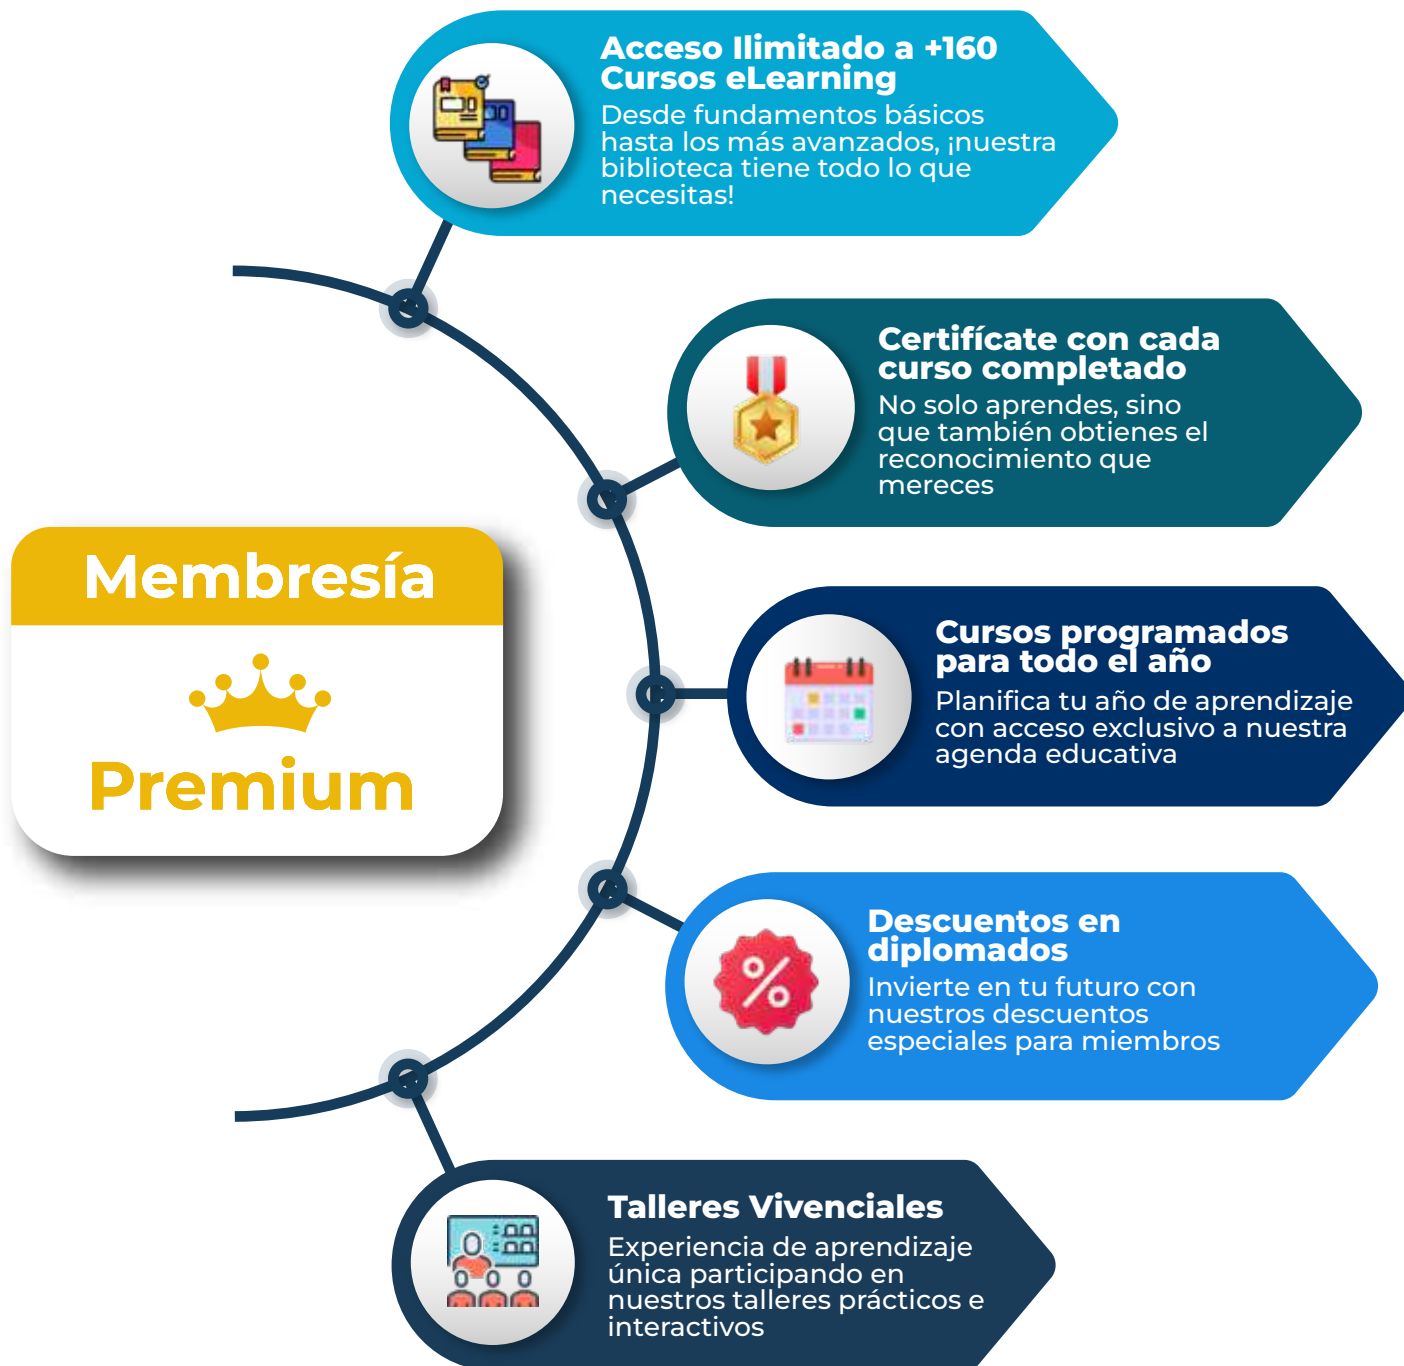 Acceso Ilimitado a +160
Cursos eLearning
Desde fundamentos básicos
hasta los más avanzados, ¡nuestra
biblioteca tiene todo lo que
necesitas!
Certifícate con cada
curso completado
No solo aprendes, sino
que también obtienes el
reconocimiento que
mereces
Membresía
Premium
Cursos programados
para todo el año
Planifica tu año de aprendizaje
con acceso exclusivo a nuestra
agenda educativa
Descuentos en
diplomados
Invierte en tu futuro con
nuestros descuentos
especiales para miembros
Talleres Vivenciales
Experiencia de aprendizaje
única participando en
nuestros talleres prácticos e
interactivos